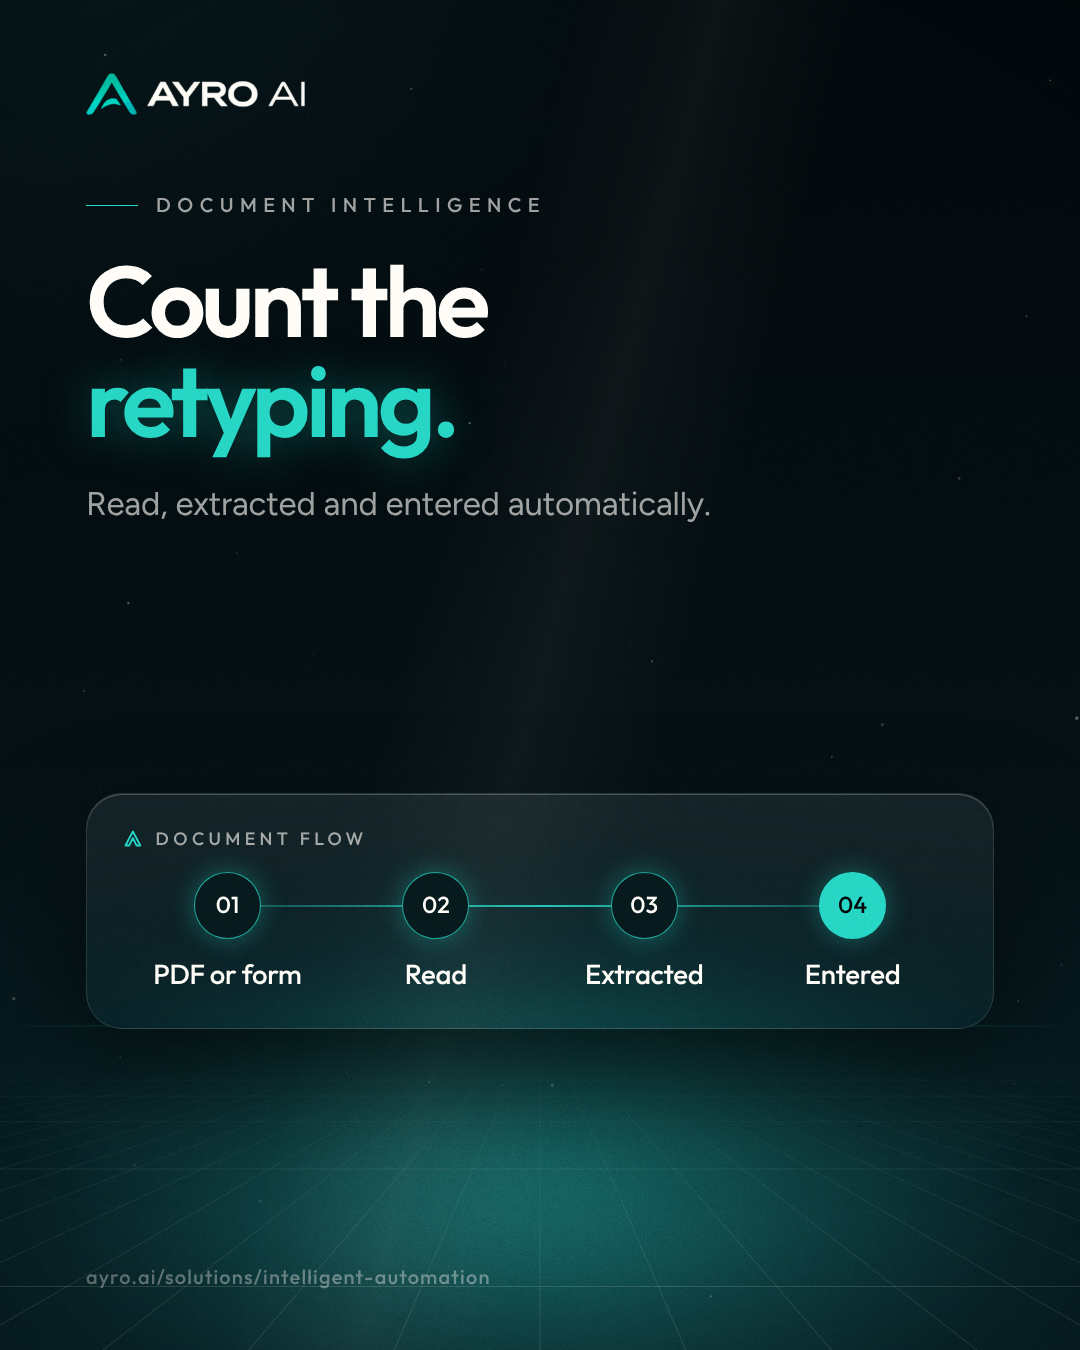 AYRO AI
DOCUMENT INTELLIGENCE
Count the
retyping.
Read, extracted and entered automatically.
DOCUMENT FLOW
01 02 03 04
PDF or form Read Extracted Entered
ayro.ai/solutions/intelligent-automation